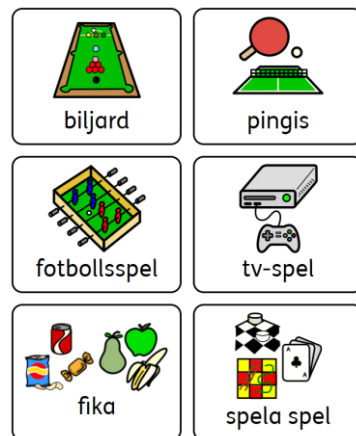 biljard
pingis
fotbollsspel
tv-spel
fika
spela spel